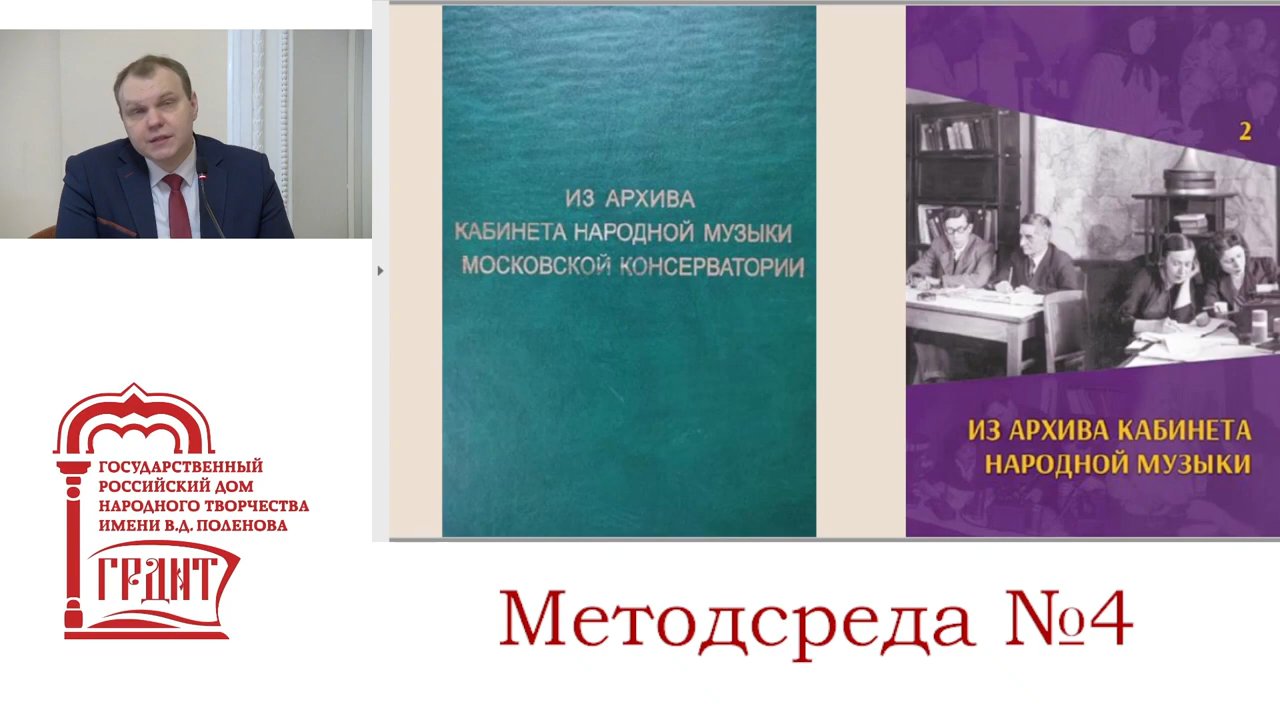 ИЗ АРХИВА
КАБИНЕТА НАРОДНОЙ МУЗЫКИ
МОСКОВСКОЙ КОНСЕРВАТОРИИ
2
ИЗ АРХИВА КАБИНЕТА
НАРОДНОЙ МУЗЫКИ
ГОСУДАРСТВЕННЫЙ
РОССИЙСКИЙ ДОМ
НАРОДНОГО ТВОРЧЕСТВА
ИМЕНИ В.Д. ПОЛЕНОВА
ГРДНТ
Методсреда №4